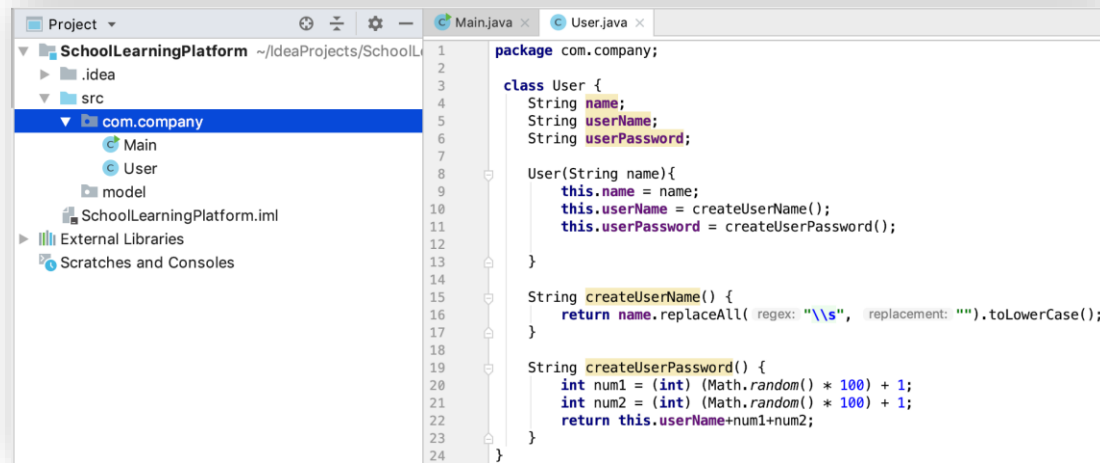 Project
SchoolLearningPlatform ~/IdeaProjects/SchoolL
.idea
src
com.company
Main
User
model
SchoolLearningPlatform.iml
External Libraries
Scratches and Consoles
Main.java
User.java
1 package com.company;
2
3 class User {
4 String name;
5 String userName;
6 String userPassword;
7
8 User(String name){
9 this.name = name;
10 this.userName = createUserName();
11 this.userPassword = createUserPassword();
12
13 }
14
15 String createUserName() {
16 return name.replaceAll( regex: "\\s", replacement: "").toLowerCase();
17 }
18
19 String createUserPassword() {
20 int num1 = (int) (Math.random() * 100) + 1;
21 int num2 = (int) (Math.random() * 100) + 1;
22 return this.userName+num1+num2;
23 }
24 }